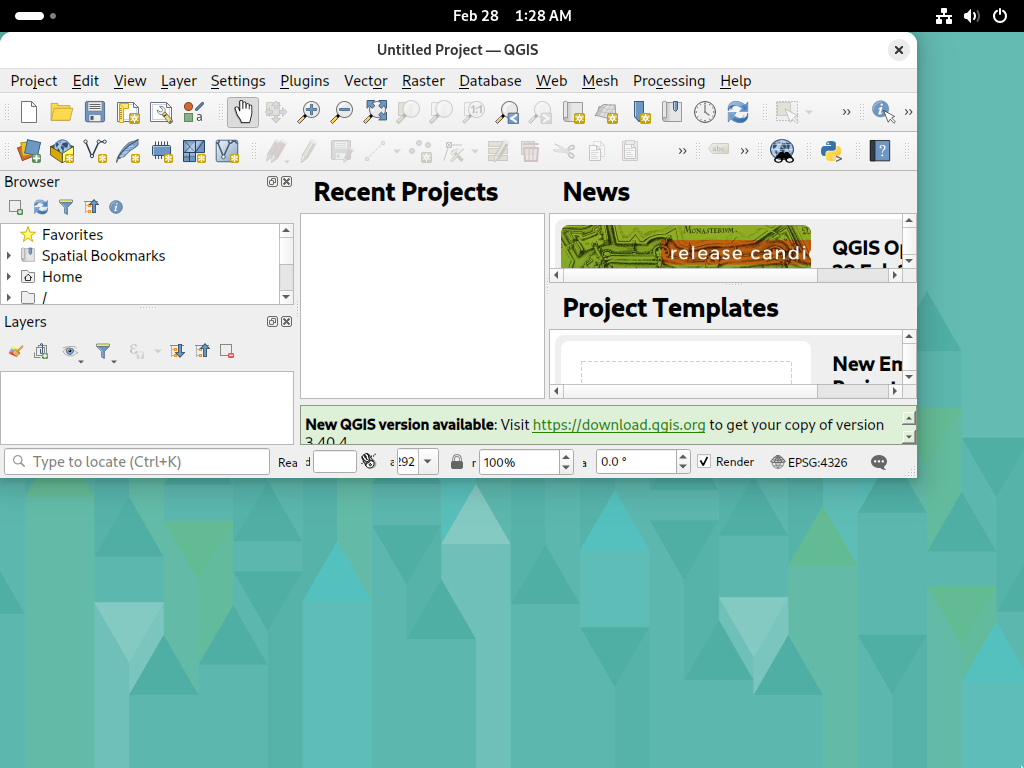 Feb 28 1:28 AM
Untitled Project — QGIS
Project Edit View Layer Settings Plugins Vector Raster Database Web Mesh Processing Help
Browser
Favorites
Spatial Bookmarks
Home
/
Layers
Recent Projects
News
MONASTERIUM
release candi
QGIS Op
Project Templates
New Em
New QGIS version available: Visit https://download.qgis.org to get your copy of version
3.40.4
Type to locate (Ctrl+K)
Rea
292
100%
0.0 °
Render
EPSG:4326